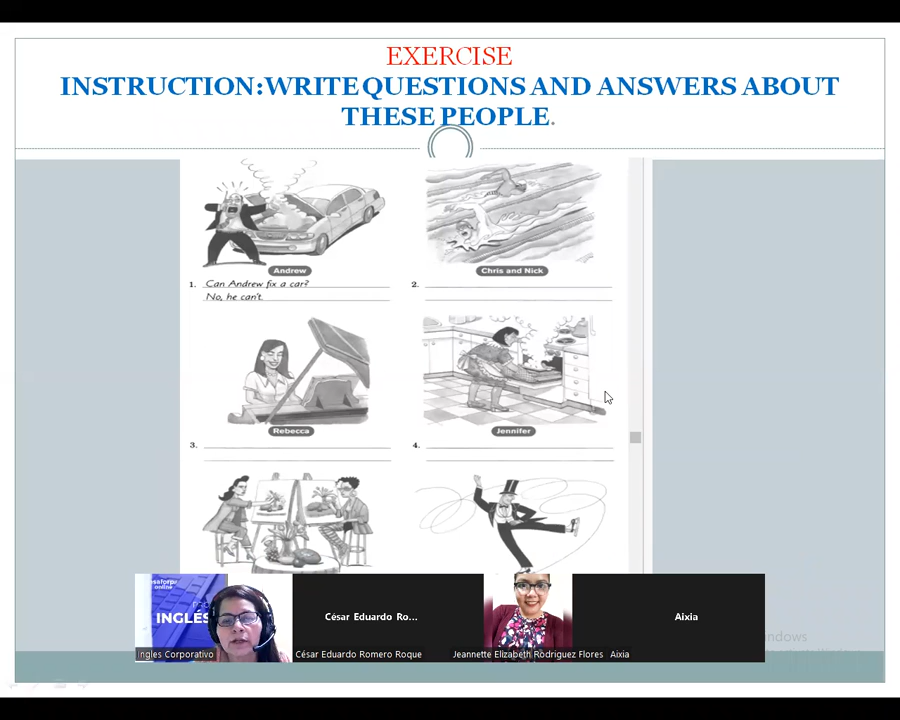 EXERCISE
INSTRUCTION:WRITE QUESTIONS AND ANSWERS ABOUT
THESE PEOPLE.
Andrew
Chris and Nick
1. Can Andrew fix a car?
No, he can't.
2.
Rebecca
Jennifer
3.
4.
online
INGLÉS
César Eduardo Ro...
Aixia
Ingles Corporativo
César Eduardo Romero Roque
Jeannette Elizabeth Rodriguez Flores
Aixia